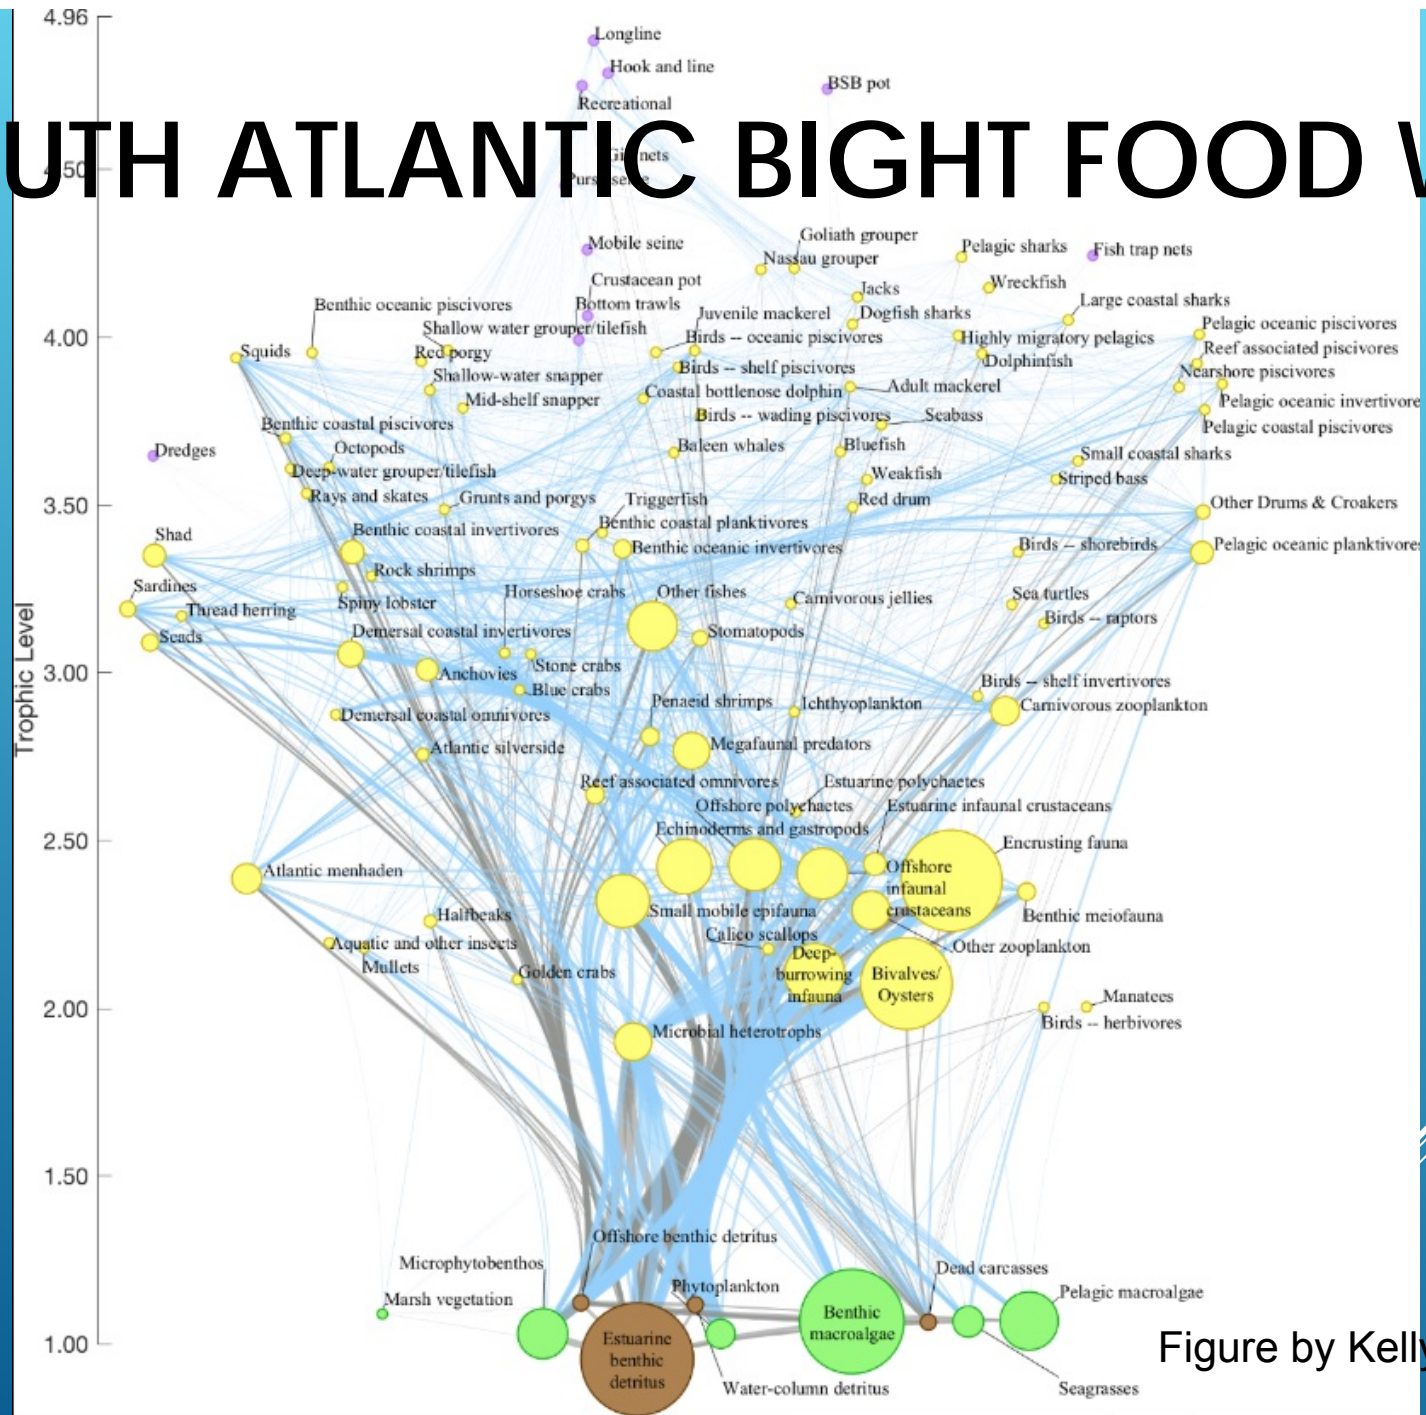 4.96
Longline
Hook and line
BSB pot
Recreational
UTH ATLANTIC BIGHT FOOD
4.50
Gill nets
Purse seine
Goliath grouper
Mobile seine
Pelagic sharks
Fish trap nets
Nassau grouper
Crustacean pot
Wreckfish
Jacks
Large coastal sharks
Benthic oceanic piscivores
Bottom trawls
Juvenile mackerel
Dogfish sharks
Pelagic oceanic piscivores
Shallow water grouper/tilefish
4.00
Birds -- oceanic piscivores
Highly migratory pelagics
Reef associated piscivores
Squids
Red porgy
Dolphinfish
Birds -- shelf piscivores
Nearshore piscivores
Shallow-water snapper
Coastal bottlenose dolphin
Adult mackerel
Mid-shelf snapper
Pelagic oceanic invertivore
Birds -- wading piscivores
Seabass
Benthic coastal piscivores
Pelagic coastal piscivores
Octopods
Baleen whales
Bluefish
Dredges
Small coastal sharks
Deep-water grouper/tilefish
Weakfish
Striped bass
Rays and skates
Grunts and porgys
Triggerfish
Red drum
3.50
Other Drums & Croakers
Benthic coastal planktivores
Benthic coastal invertivores
Shad
Benthic oceanic invertivores
Birds -- shorebirds
Pelagic oceanic planktivores
Rock shrimps
Sardines
Horseshoe crabs
Other fishes
Sea turtles
Spiny lobster
Carnivorous jellies
Thread herring
Birds -- raptors
Scads
Demersal coastal invertivores
Stomatopods
Trophic Level
3.00
Anchovies
Stone crabs
Birds -- shelf invertivores
Blue crabs
Penaeid shrimps
Ichthyoplankton
Carnivorous zooplankton
Demersal coastal omnivores
Atlantic silverside
Megafaunal predators
Reef associated omnivores
Estuarine polychaetes
Offshore polychaetes
Estuarine infaunal crustaceans
Echinoderms and gastropods
2.50
Encrusting fauna
Atlantic menhaden
Offshore
infaunal
crustaceans
Small mobile epifauna
Halfbeaks
Benthic meiofauna
Calico scallops
Aquatic and other insects
Other zooplankton
Mullets
Golden crabs
Deep-
burrowing
infauna
Bivalves/
Oysters
Manatees
2.00
Birds -- herbivores
Microbial heterotrophs
1.50
Offshore benthic detritus
Microphytobenthos
Dead carcasses
Phytoplankton
Pelagic macroalgae
Marsh vegetation
Benthic
macroalgae
1.00
Estuarine
benthic
detritus
Figure by Kelly
Water-column detritus
Seagrasses